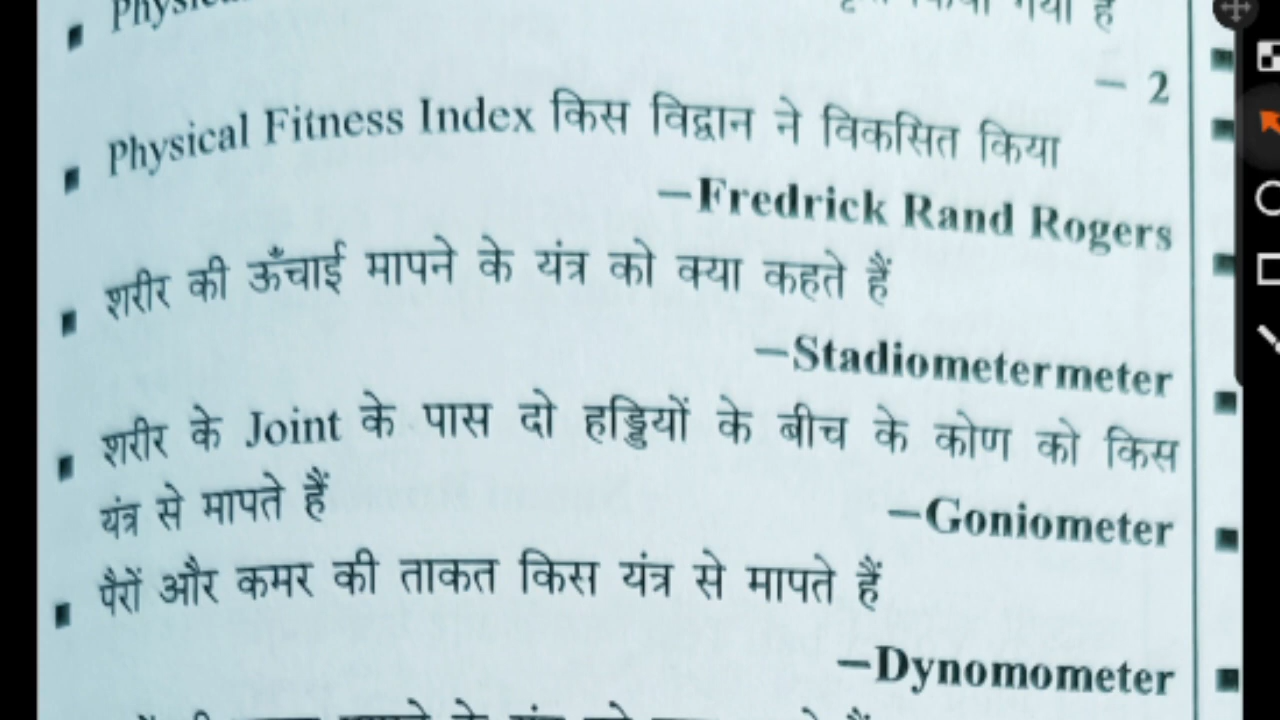 गया है
– 2
Physical Fitness Index किस विद्वान ने विकसित किया
–Fredrick Rand Rogers
शरीर की ऊँचाई मापने के यंत्र को क्या कहते हैं
–Stadiometermeter
शरीर के Joint के पास दो हड्डियों के बीच के कोण को किस
यंत्र से मापते हैं
–Goniometer
पैरों और कमर की ताकत किस यंत्र से मापते हैं
–Dynomometer